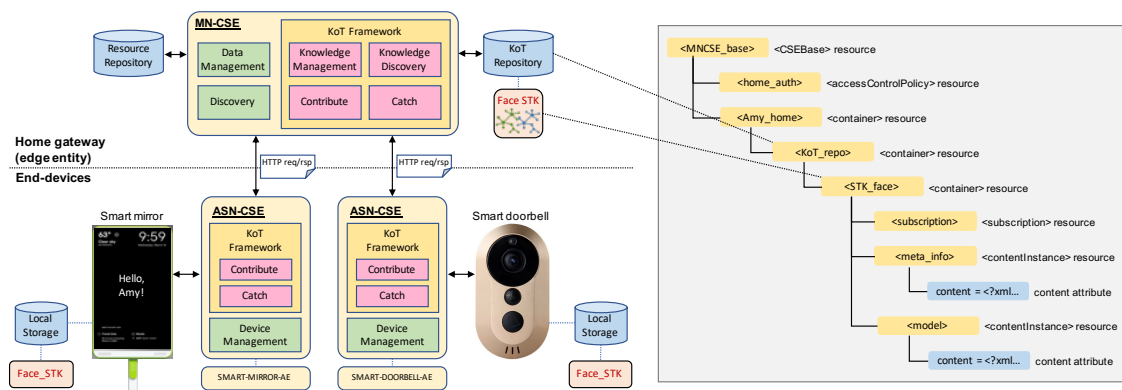 MN-CSE
KoT Framework
Resource
Repository
Data
Management
Knowledge
Management
Knowledge
Discovery
Discovery
Contribute
Catch
KoT
Repository
Face STK
Home gateway
(edge entity)
HTTP req/rsp
HTTP req/rsp
End-devices
Smart mirror
ASN-CSE
KoT
Framework
Contribute
Catch
Device
Management
SMART-MIRROR-AE
ASN-CSE
KoT
Framework
Contribute
Catch
Device
Management
SMART-DOORBELL-AE
Smart doorbell
63°
9:59
Hello,
Amy!
Local
Storage
Face_STK
Local
Storage
Face_STK
<MNCSE_base> <CSEBase> resource
<home_auth> <accessControlPolicy> resource
<Amy_home> <container> resource
<KoT_repo> <container> resource
<STK_face> <container> resource
<subscription> <subscription> resource
<meta_info> <contentInstance> resource
content = <?xml... content attribute
<model> <contentInstance> resource
content = <?xml... content attribute